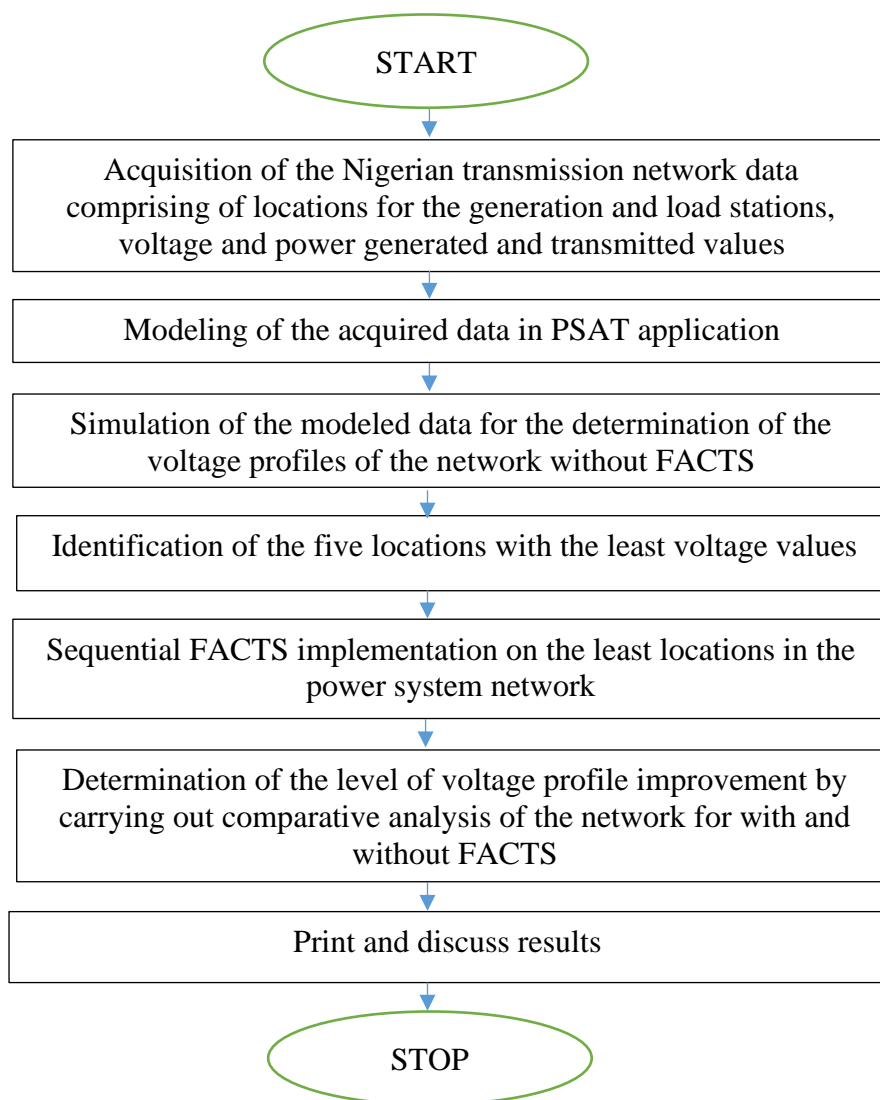 START
Acquisition of the Nigerian transmission network data
comprising of locations for the generation and load stations,
voltage and power generated and transmitted values
Modeling of the acquired data in PSAT application
Simulation of the modeled data for the determination of the
voltage profiles of the network without FACTS
Identification of the five locations with the least voltage values
Sequential FACTS implementation on the least locations in the
power system network
Determination of the level of voltage profile improvement by
carrying out comparative analysis of the network for with and
without FACTS
Print and discuss results
STOP